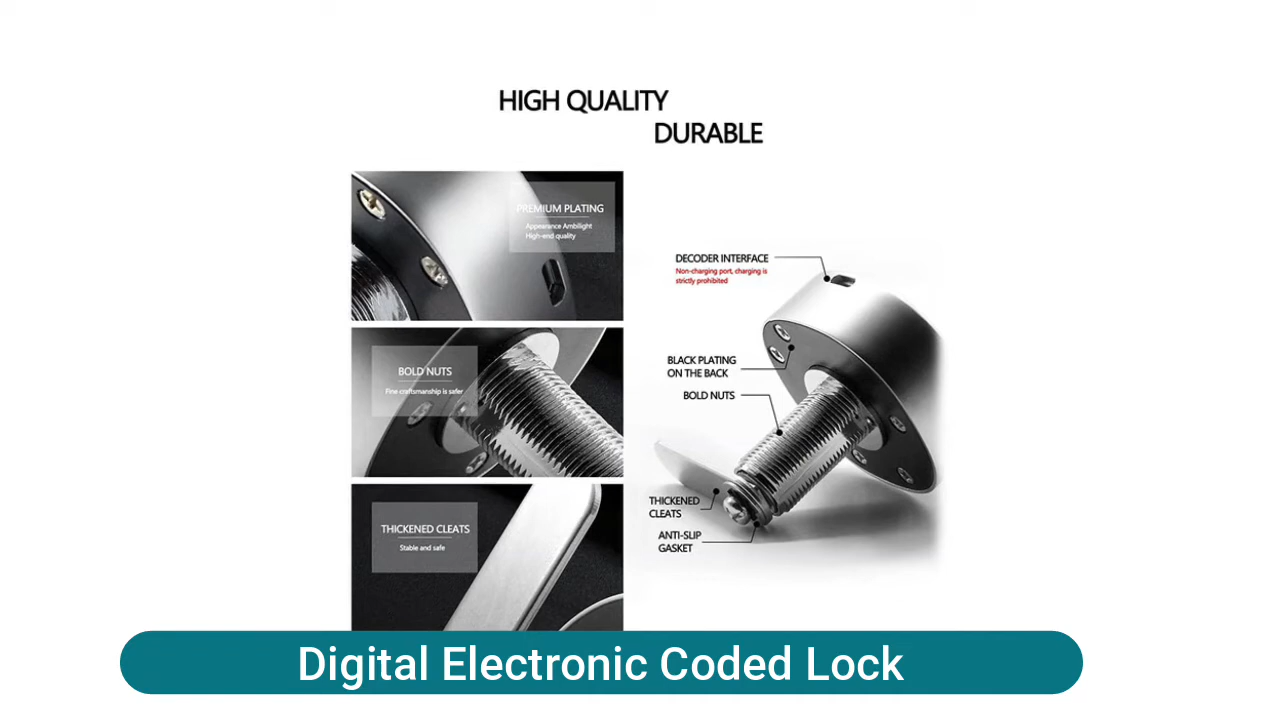 HIGH QUALITY
DURABLE
PREMIUM PLATING
Appearance Ambilight
High-end quality
BOLD NUTS
Fine craftsmanship is safer
THICKENED CLEATS
Stable and safe
DECODER INTERFACE
Non-charging port, charging is
strictly prohibited
BLACK PLATING
ON THE BACK
BOLD NUTS
THICKENED
CLEATS
ANTI-SLIP
GASKET
Digital Electronic Coded Lock